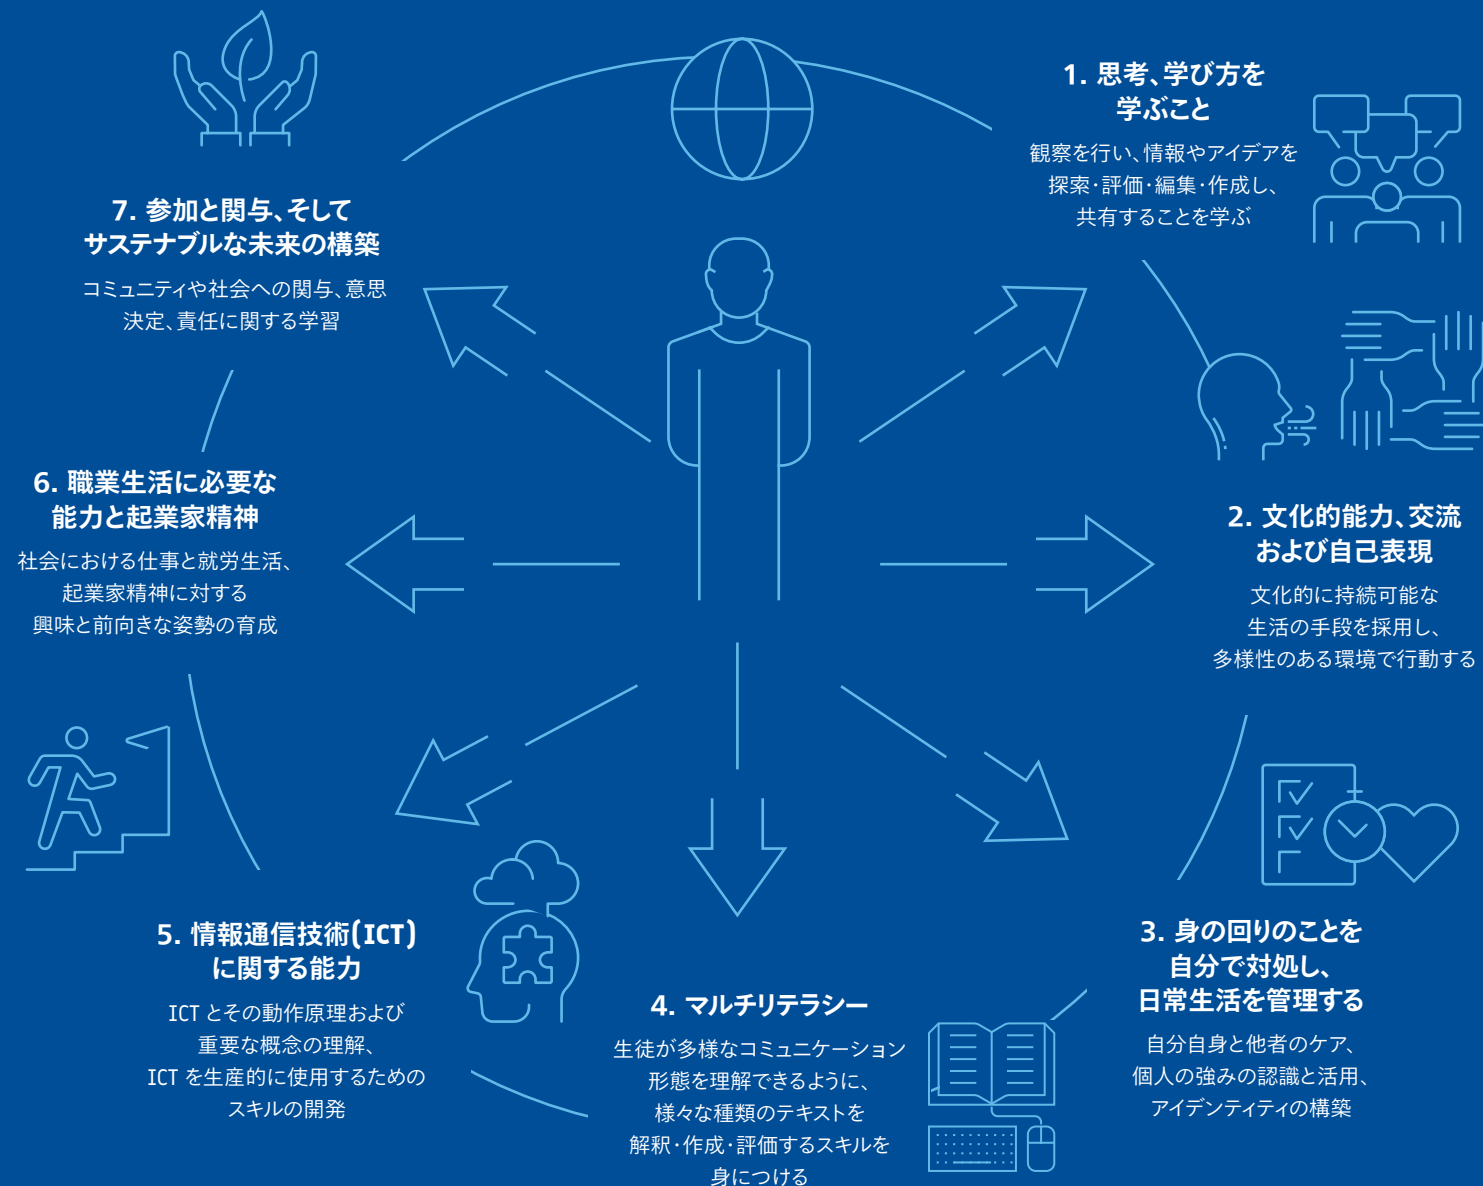 1. 思考、学び方を
学ぶこと
観察を行い、情報やアイデアを
探索・評価・編集・作成し、
共有することを学ぶ
2. 文化的能力、交流
および自己表現
文化的に持続可能な
生活の手段を採用し、
多様性のある環境で行動する
3. 身の回りのことを
自分で対処し、
日常生活を管理する
自分自身と他者のケア、
個人の強みの認識と活用、
アイデンティティの構築
4. マルチリテラシー
生徒が多様なコミュニケーション
形態を理解できるように、
様々な種類のテキストを
解釈・作成・評価するスキルを
身につける
5. 情報通信技術(ICT)
に関する能力
ICT とその動作原理および
重要な概念の理解、
ICT を生産的に使用するための
スキルの開発
6. 職業生活に必要な
能力と起業家精神
社会における仕事と就労生活、
起業家精神に対する
興味と前向きな姿勢の育成
7. 参加と関与、そして
サステナブルな未来の構築
コミュニティや社会への関与、意思
決定、責任に関する学習